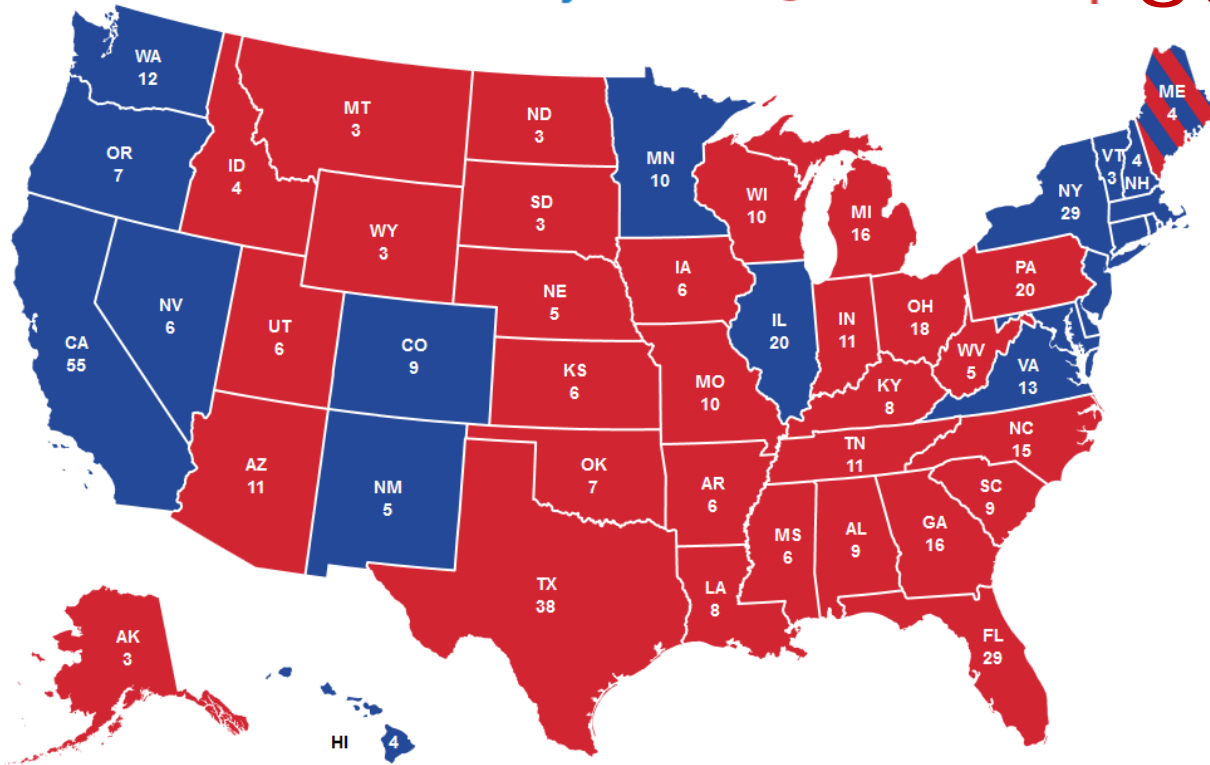 WA
12
OR
7
CA
55
NV
6
ID
4
MT
3
WY
3
UT
6
AZ
11
CO
9
NM
5
ND
3
SD
3
NE
5
KS
6
OK
7
TX
38
MN
10
IA
6
MO
10
AR
6
LA
8
WI
10
IL
20
MI
16
IN
11
OH
18
KY
8
TN
11
MS
6
AL
9
GA
16
FL
29
SC
9
NC
15
VA
13
WV
5
PA
20
NY
29
VT
3
4
NH
ME
4
AK
3
HI
4